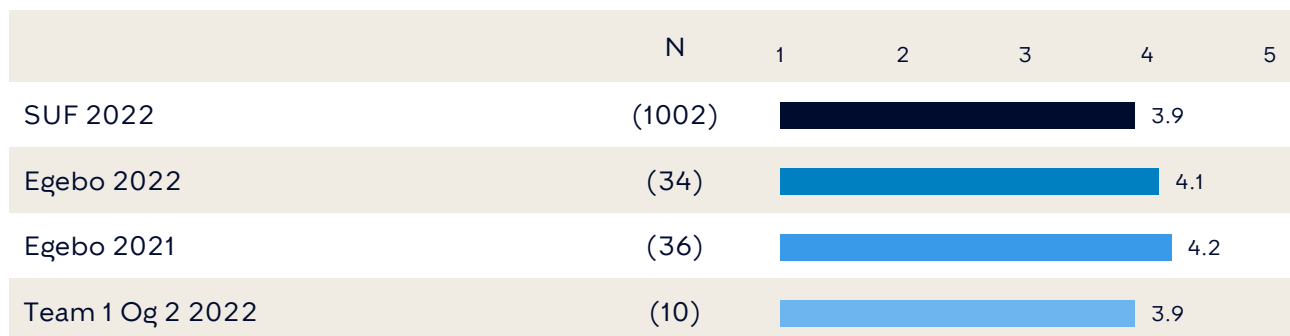 N 1 2 3 4 5
SUF 2022 (1002) 3.9
Egebo 2022 (34) 4.1
Egebo 2021 (36) 4.2
Team 1 Og 2 2022 (10) 3.9